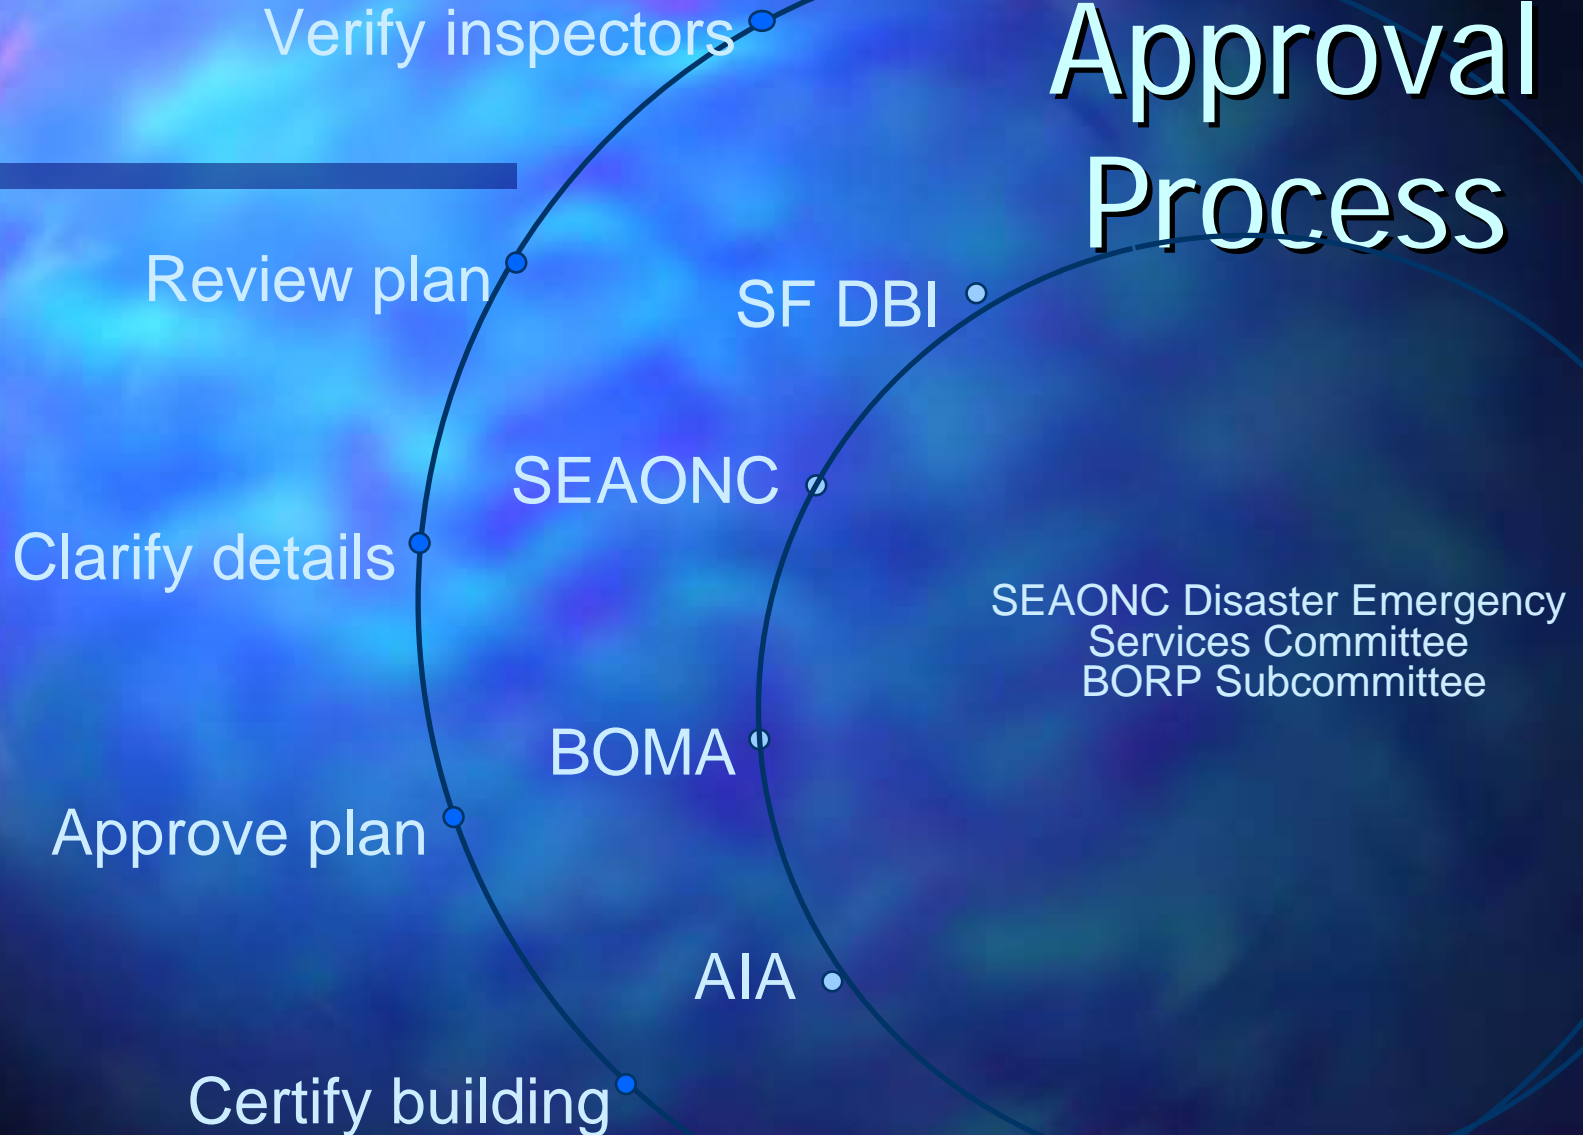 Approval
Process
Verify inspectors
Review plan
Clarify details
Approve plan
Certify building
SF DBI
SEAONC
BOMA
AIA
SEAONC Disaster Emergency
Services Committee
BORP Subcommittee